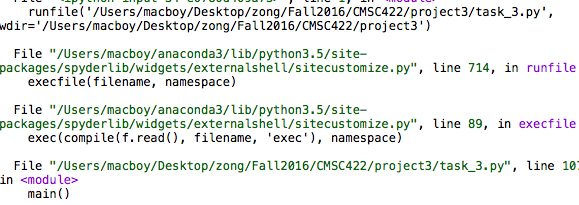 line 1, in <module>
runfile('/Users/macboy/Desktop/zong/Fall2016/CMSC422/project3/task_3.py',
wdir='/Users/macboy/Desktop/zong/Fall2016/CMSC422/project3')
File "/Users/macboy/anaconda3/lib/python3.5/site-
packages/spyderlib/widgets/externalshell/sitecustomize.py", line 714, in runfile
execfile(filename, namespace)
File "/Users/macboy/anaconda3/lib/python3.5/site-
packages/spyderlib/widgets/externalshell/sitecustomize.py", line 89, in execfile
exec(compile(f.read(), filename, 'exec'), namespace)
File "/Users/macboy/Desktop/zong/Fall2016/CMSC422/project3/task_3.py", line
in <module>
main()